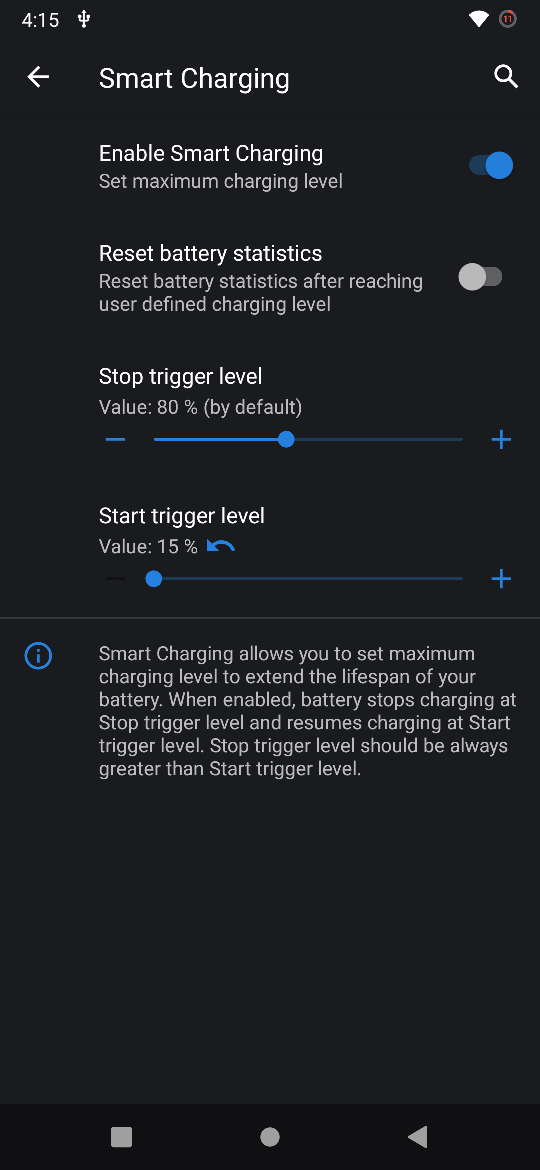 4:15
11
Smart Charging
Enable Smart Charging
Set maximum charging level
Reset battery statistics
Reset battery statistics after reaching
user defined charging level
Stop trigger level
Value: 80 % (by default)
Start trigger level
Value: 15 %
Smart Charging allows you to set maximum
charging level to extend the lifespan of your
battery. When enabled, battery stops charging at
Stop trigger level and resumes charging at Start
trigger level. Stop trigger level should be always
greater than Start trigger level.